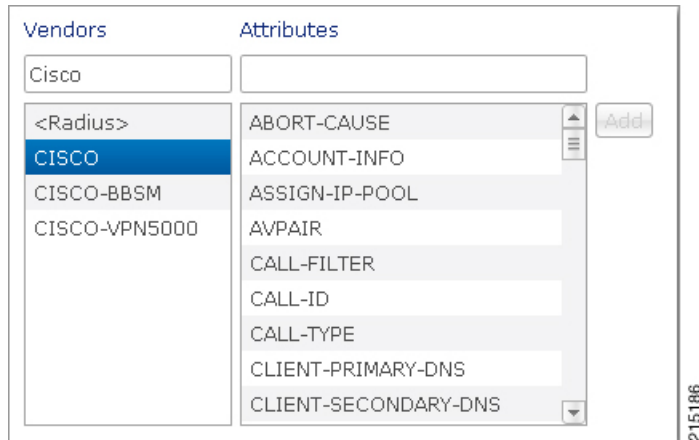 Vendors
Attributes
Cisco
<Radius>
CISCO
CISCO-BBSM
CISCO-VPN5000
ABORT-CAUSE
ACCOUNT-INFO
ASSIGN-IP-POOL
AVPAIR
CALL-FILTER
CALL-ID
CALL-TYPE
CLIENT-PRIMARY-DNS
CLIENT-SECONDARY-DNS
Add
215186